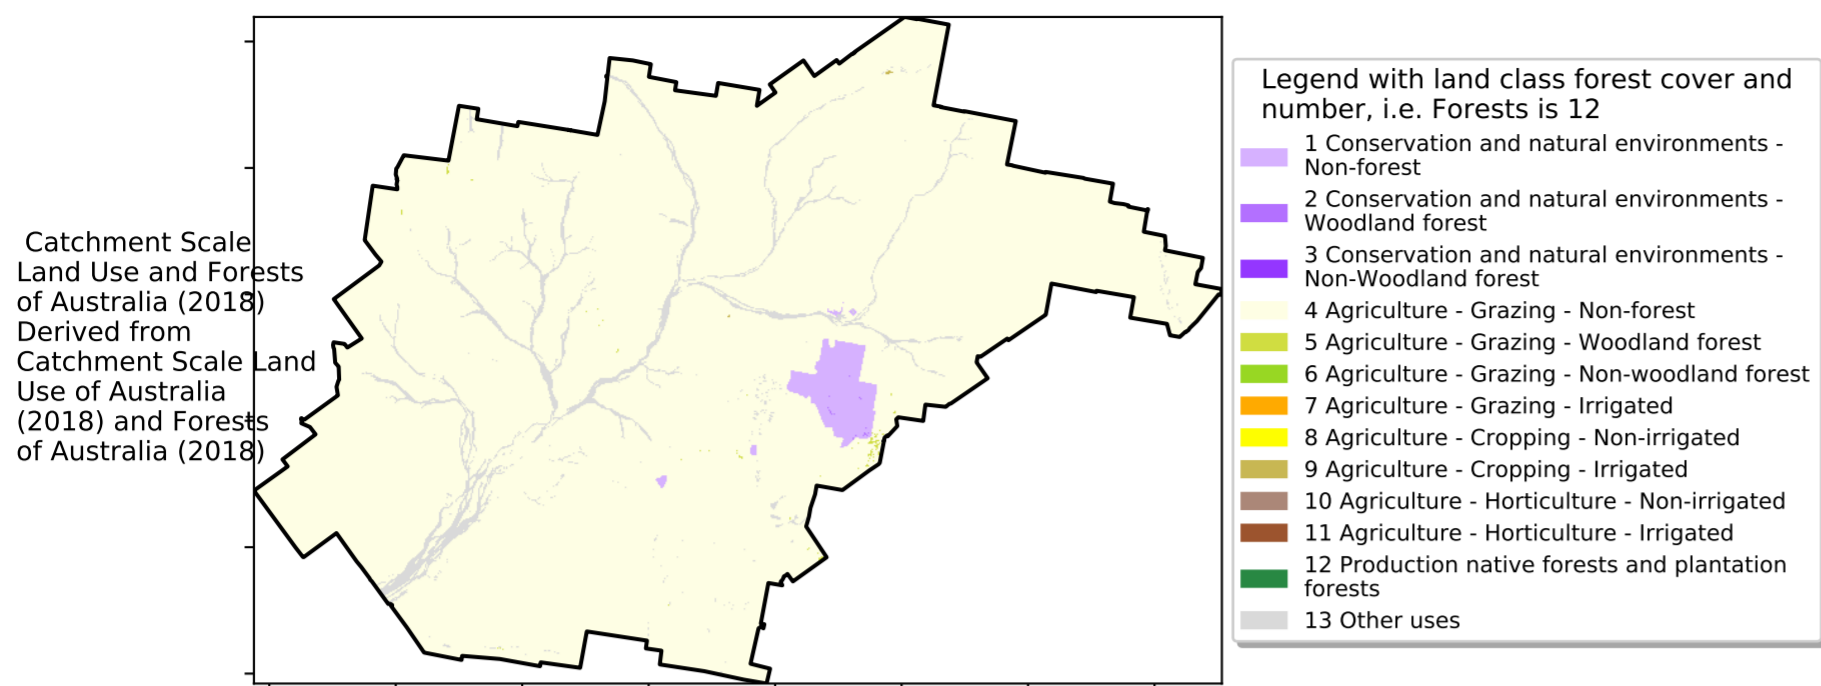 Catchment Scale
Land Use and Forests
of Australia (2018)
Derived from
Catchment Scale Land
Use of Australia
(2018) and Forests
of Australia (2018)
Legend with land class forest cover and
number, i.e. Forests is 12
1 Conservation and natural environments -
Non-forest
2 Conservation and natural environments -
Woodland forest
3 Conservation and natural environments -
Non-Woodland forest
4 Agriculture - Grazing - Non-forest
5 Agriculture - Grazing - Woodland forest
6 Agriculture - Grazing - Non-woodland forest
7 Agriculture - Grazing - Irrigated
8 Agriculture - Cropping - Non-irrigated
9 Agriculture - Cropping - Irrigated
10 Agriculture - Horticulture - Non-irrigated
11 Agriculture - Horticulture - Irrigated
12 Production native forests and plantation
forests
13 Other uses